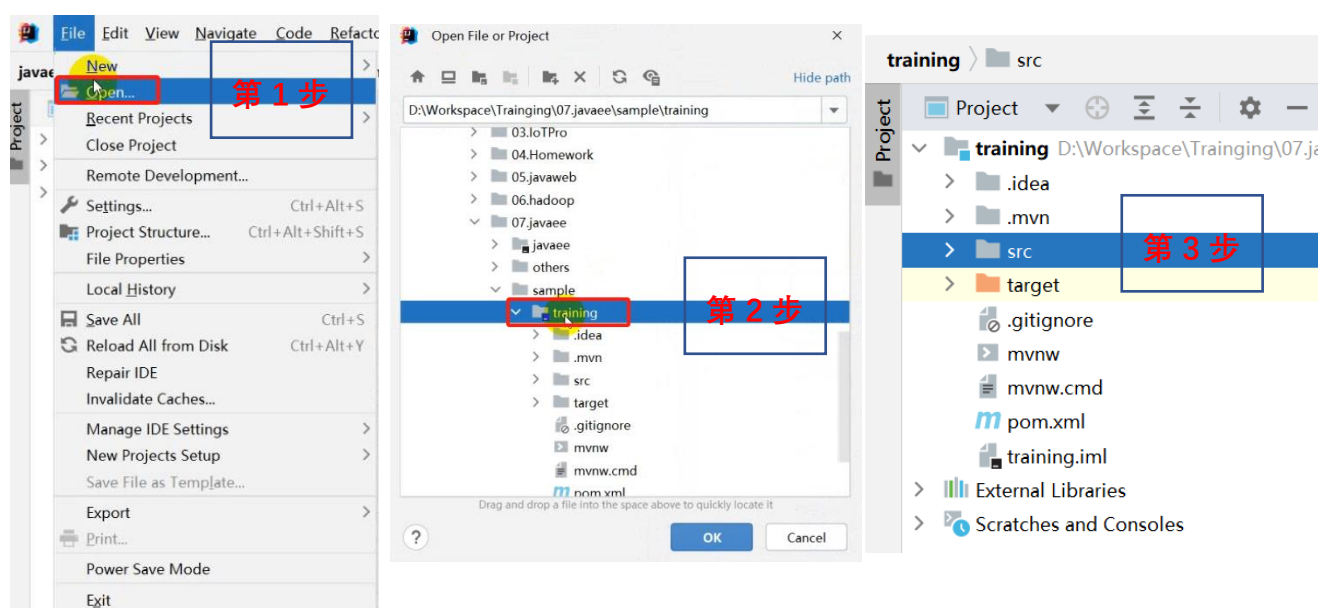 File Edit View Navigate Code Refacto
javae
Project
New
Open...
Recent Projects
Close Project
Remote Development...
Settings... Ctrl+Alt+S
Project Structure... Ctrl+Alt+Shift+S
File Properties
Local History
Save All Ctrl+S
Reload All from Disk Ctrl+Alt+Y
Repair IDE
Invalidate Caches...
Manage IDE Settings
New Projects Setup
Save File as Template...
Export
Print...
Power Save Mode
Exit
第 1 步
Open File or Project
Hide path
D:\Workspace\Trainging\07.javaee\sample\training
03.IoTPro
04.Homework
05.javaweb
06.hadoop
07.javaee
javaee
others
sample
training
.idea
.mvn
src
target
.gitignore
mvnw
mvnw.cmd
pom.xml
Drag and drop a file into the space above to quickly locate it
? OK Cancel
第 2 步
training src
Project
Project
training D:\Workspace\Trainging\07.ja
.idea
.mvn
src
target
.gitignore
mvnw
mvnw.cmd
pom.xml
training.iml
External Libraries
Scratches and Consoles
第 3 步